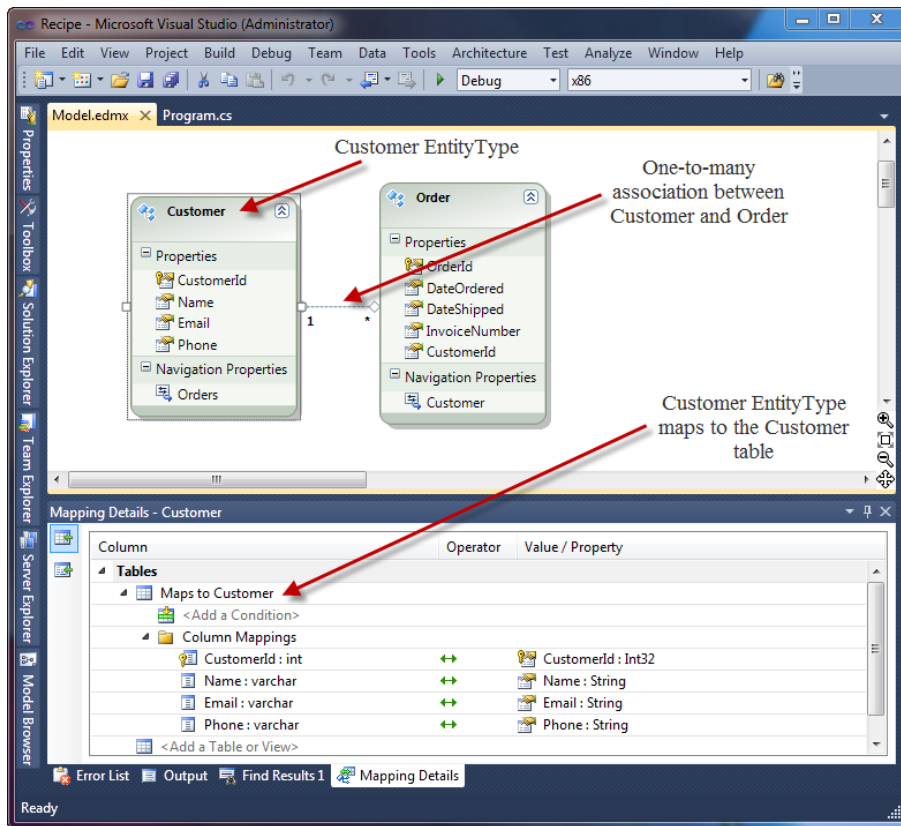 Recipe - Microsoft Visual Studio (Administrator)
File Edit View Project Build Debug Team Data Tools Architecture Test Analyze Window Help
Debug x86
Model.edmx Program.cs
Properties
Toolbox
Solution Explorer
Team Explorer
Server Explorer
Model Browser
Customer EntityType
One-to-many
association between
Customer and Order
Customer
Properties
CustomerId
Name
Email
Phone
Navigation Properties
Orders
1 *
Order
Properties
OrderId
DateOrdered
DateShipped
InvoiceNumber
CustomerId
Navigation Properties
Customer
Customer EntityType
maps to the Customer
table
Mapping Details - Customer
Column Operator Value / Property
Tables
Maps to Customer
<Add a Condition>
Column Mappings
CustomerId : int CustomerId : Int32
Name : varchar Name : String
Email : varchar Email : String
Phone : varchar Phone : String
<Add a Table or View>
Error List Output Find Results 1 Mapping Details
Ready